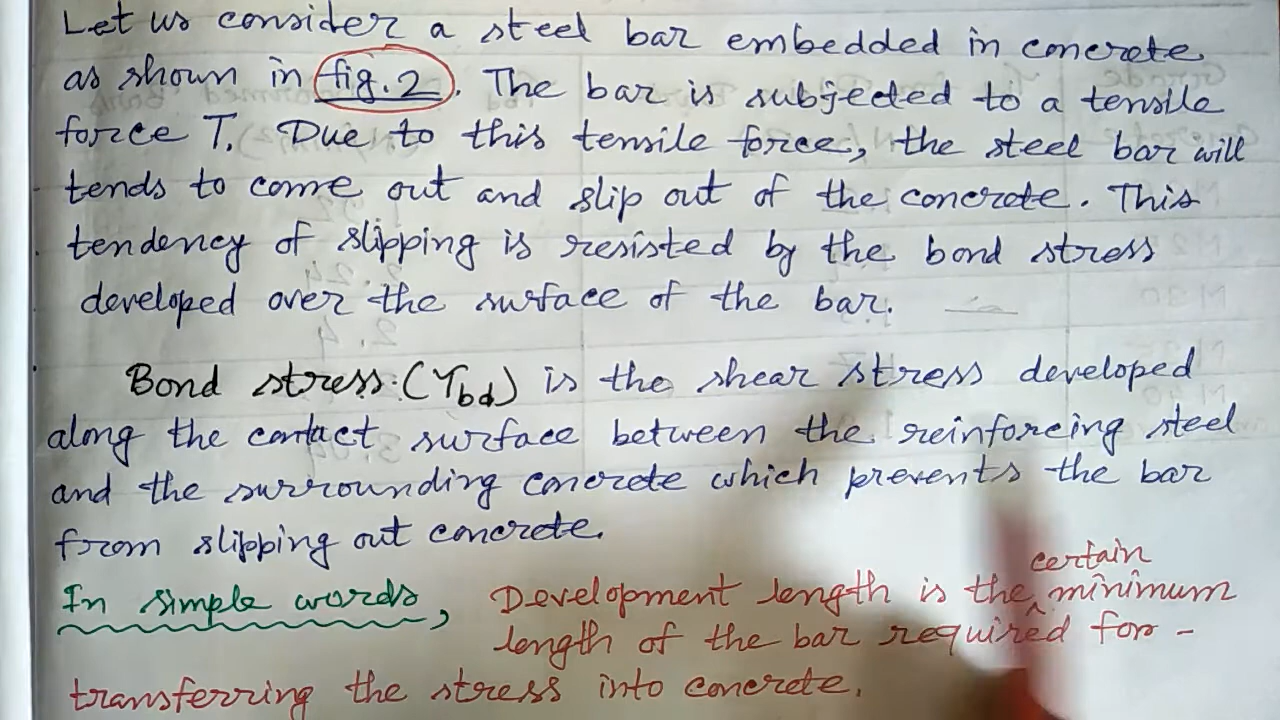 Let us consider a steel bar embedded in concrete
as shown in fig.2. The bar is subjected to a tensile
force T. Due to this tensile force, the steel bar will
tends to come out and slip out of the concrete. This
tendency of slipping is resisted by the bond stress
developed over the surface of the bar.
Bond stress:(τbd) is the shear stress developed
along the contact surface between the reinforcing steel
and the surrounding concrete which prevents the bar
from slipping out concrete.
In simple words, Development length is the certain minimum
length of the bar required for -
transferring the stress into concrete.